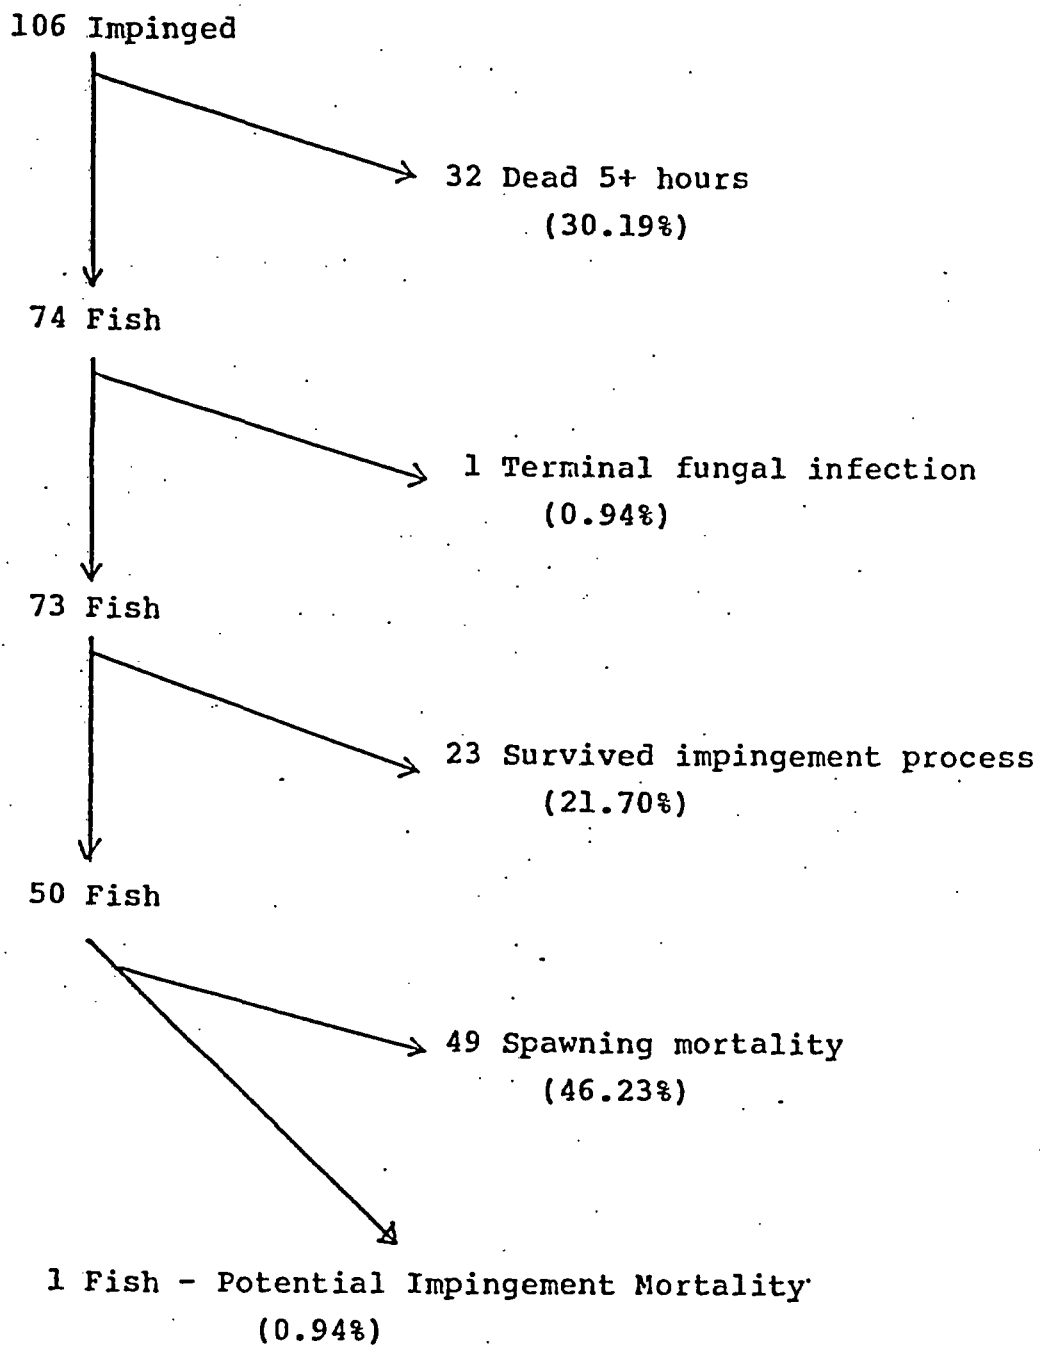 106 Impinged
32 Dead 5+ hours
(30.19%)
74 Fish
1 Terminal fungal infection
(0.94%)
73 Fish
23 Survived impingement process
(21.70%)
50 Fish
49 Spawning mortality
(46.23%)
1 Fish - Potential Impingement Mortality
(0.94%)